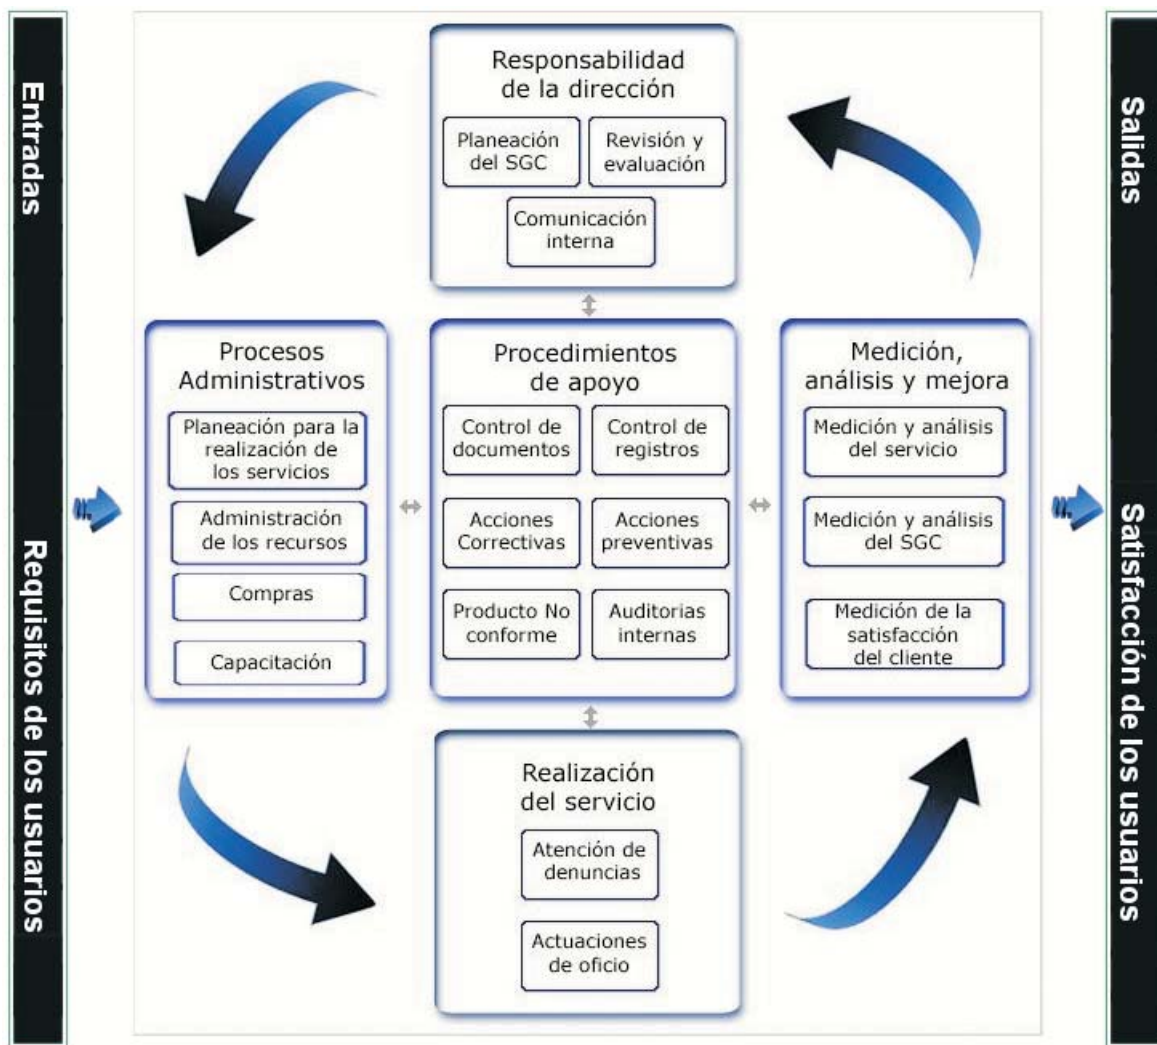 Entradas
Requisitos de los usuarios
Responsabilidad
de la dirección
Planeación
del SGC
Revisión y
evaluación
Comunicación
interna
Procesos
Administrativos
Planeación para la
realización de
los servicios
Administración
de los recursos
Compras
Capacitación
Procedimientos
de apoyo
Control de
documentos
Control de
registros
Acciones
Correctivas
Acciones
preventivas
Producto No
conforme
Auditorias
internas
Medición,
análisis y mejora
Medición y análisis
del servicio
Medición y análisis
del SGC
Medición de la
satisfacción
del cliente
Realización
del servicio
Atención de
denuncias
Actuaciones
de oficio
Salidas
Satisfacción de los usuarios